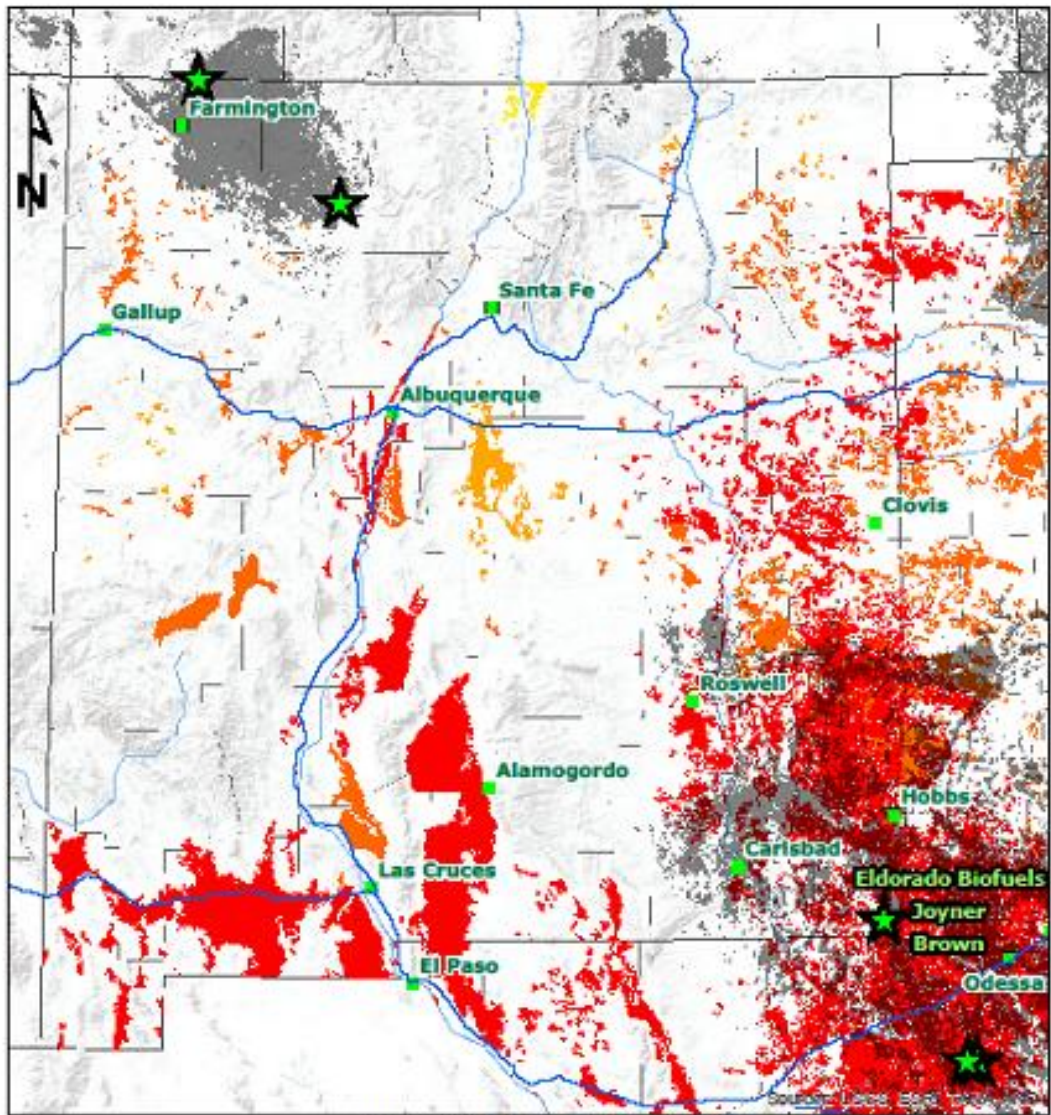 Farmington
N
Santa Fe
Gallup
Albuquerque
Clovis
Roswell
Alamogordo
Hobbs
Carlsbad
Las Cruces
Eldorado Biofuels
Joyner
Brown
El Paso
Odessa